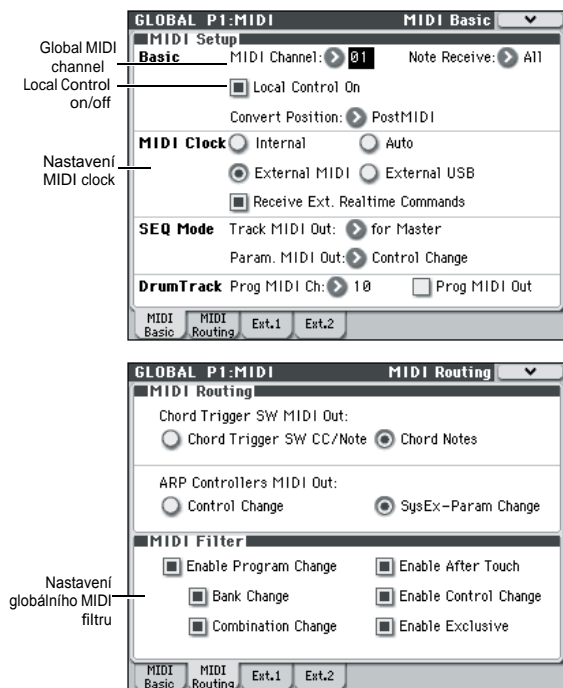 GLOBAL P1:MIDI MIDI Basic
MIDI Setup
Global MIDI
channel
Basic MIDI Channel: 01 Note Receive: All
Local Control
on/off
Local Control On
Convert Position: PostMIDI
Nastavení
MIDI clock
MIDI Clock Internal Auto
External MIDI External USB
Receive Ext. Realtime Commands
SEQ Mode Track MIDI Out: for Master
Param. MIDI Out: Control Change
DrumTrack Prog MIDI Ch: 10 Prog MIDI Out
MIDI Basic MIDI Routing Ext.1 Ext.2
GLOBAL P1:MIDI MIDI Routing
MIDI Routing
Chord Trigger SW MIDI Out:
Chord Trigger SW CC/Note Chord Notes
ARP Controllers MIDI Out:
Control Change SysEx-Param Change
MIDI Filter
Nastavení
globálního MIDI
filtru
Enable Program Change Enable After Touch
Bank Change Enable Control Change
Combination Change Enable Exclusive
MIDI Basic MIDI Routing Ext.1 Ext.2